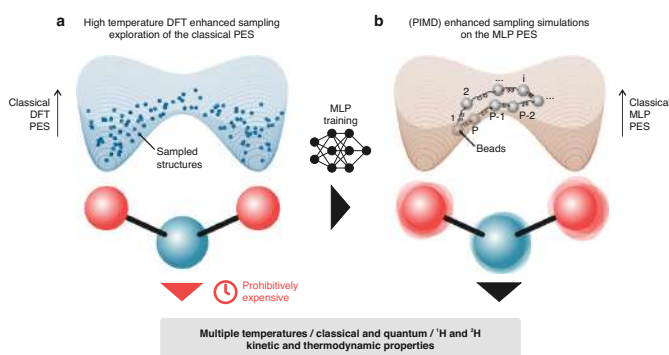 a High temperature DFT enhanced sampling
exploration of the classical PES
Classical
DFT
PES
Sampled
structures
Prohibitively
expensive
MLP
training
b (PIMD) enhanced sampling simulations
on the MLP PES
1
2
...
i
...
P-2
P-1
P
Beads
Classical
MLP
PES
Multiple temperatures / classical and quantum / ¹H and ²H
kinetic and thermodynamic properties